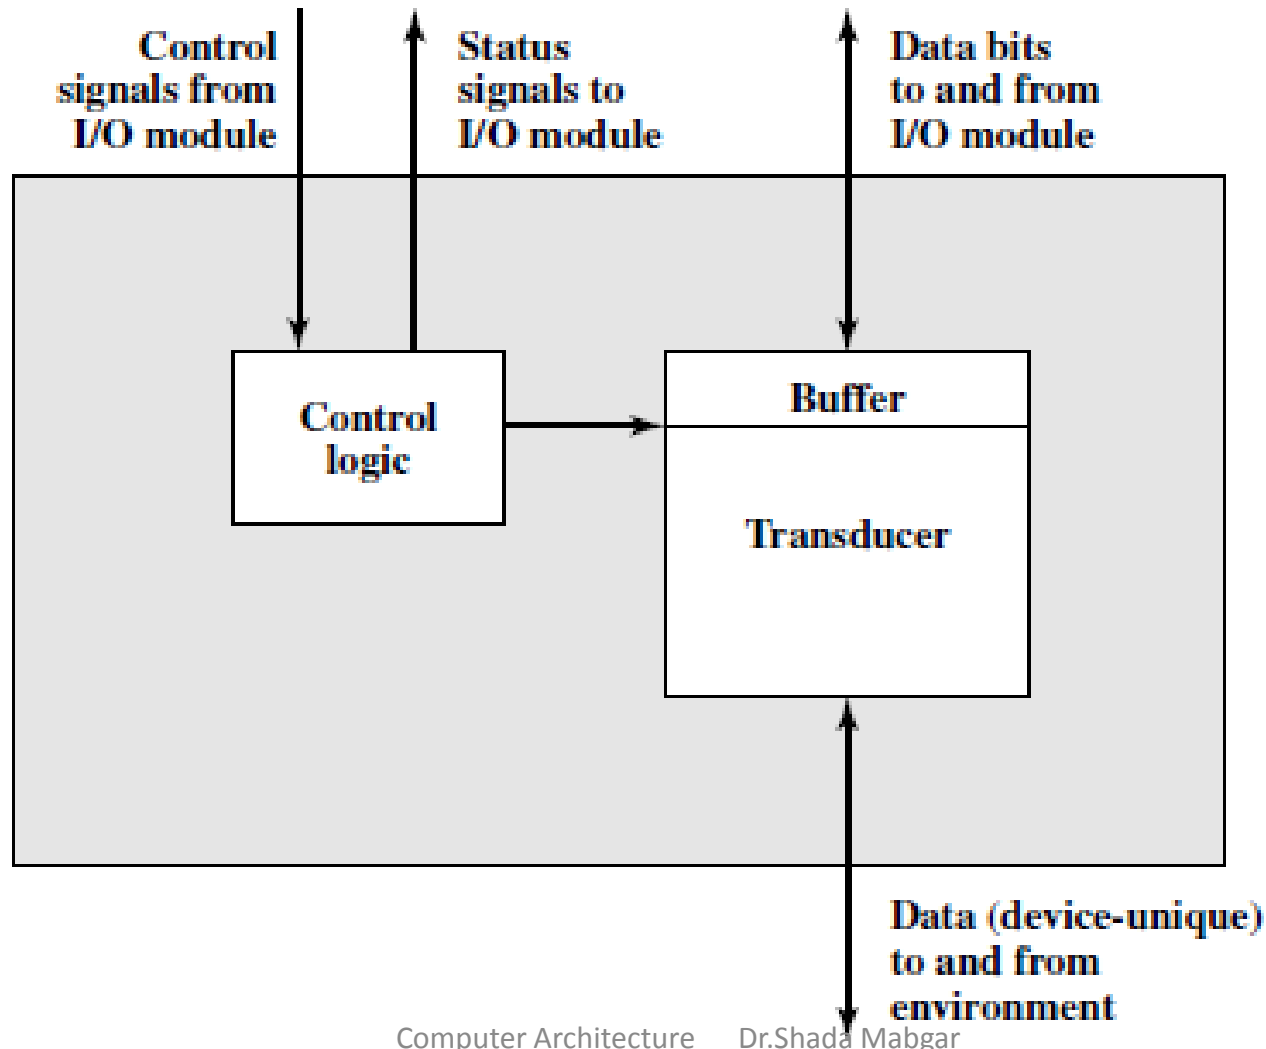 Control
signals from
I/O module
Status
signals to
I/O module
Data bits
to and from
I/O module
Control
logic
Buffer
Transducer
Data (device-unique)
to and from
environment
Computer Architecture Dr.Shada Mabgar